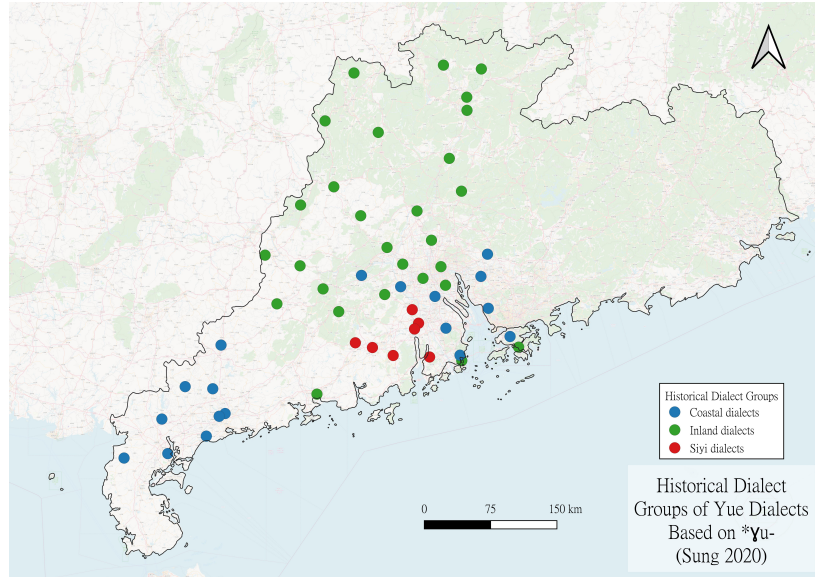 Historical Dialect Groups
Coastal dialects
Inland dialects
Siyi dialects
Historical Dialect
Groups of Yue Dialects
Based on *Ɣu-
(Sung 2020)
0 75 150 km